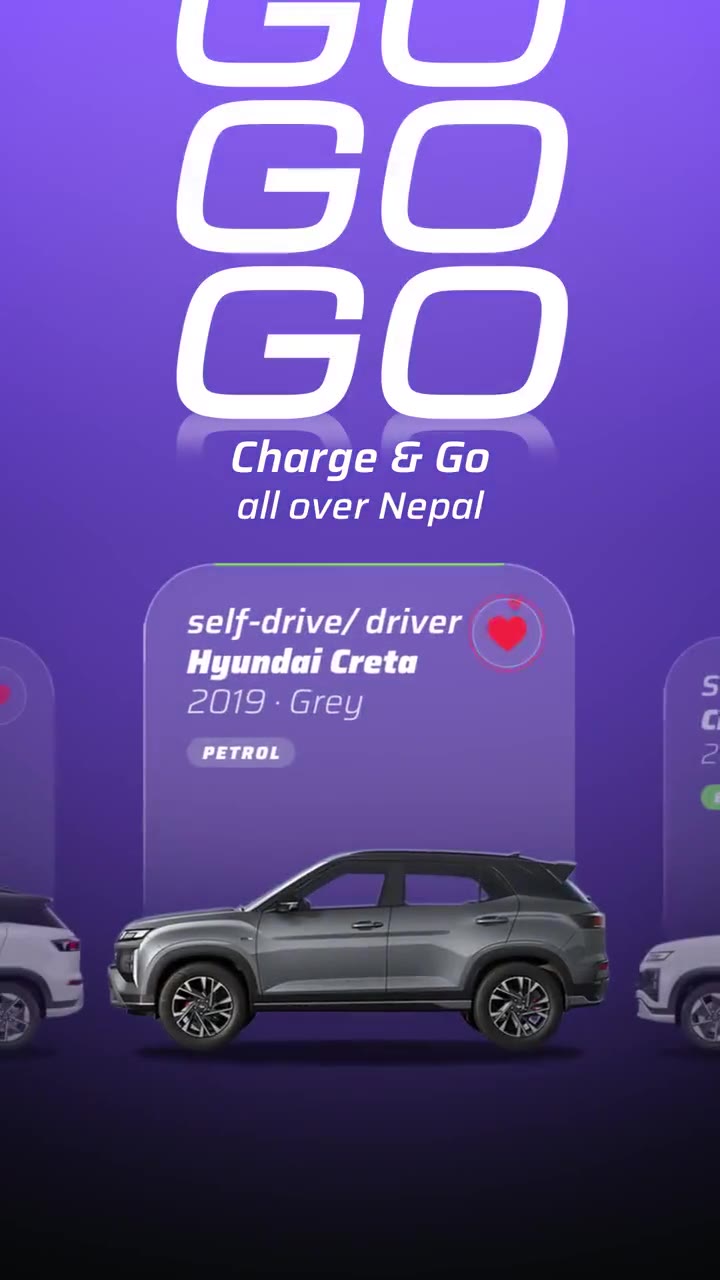 GO
GO
GO
Charge & Go
all over Nepal
self-drive/ driver
Hyundai Creta
2019 · Grey
PETROL